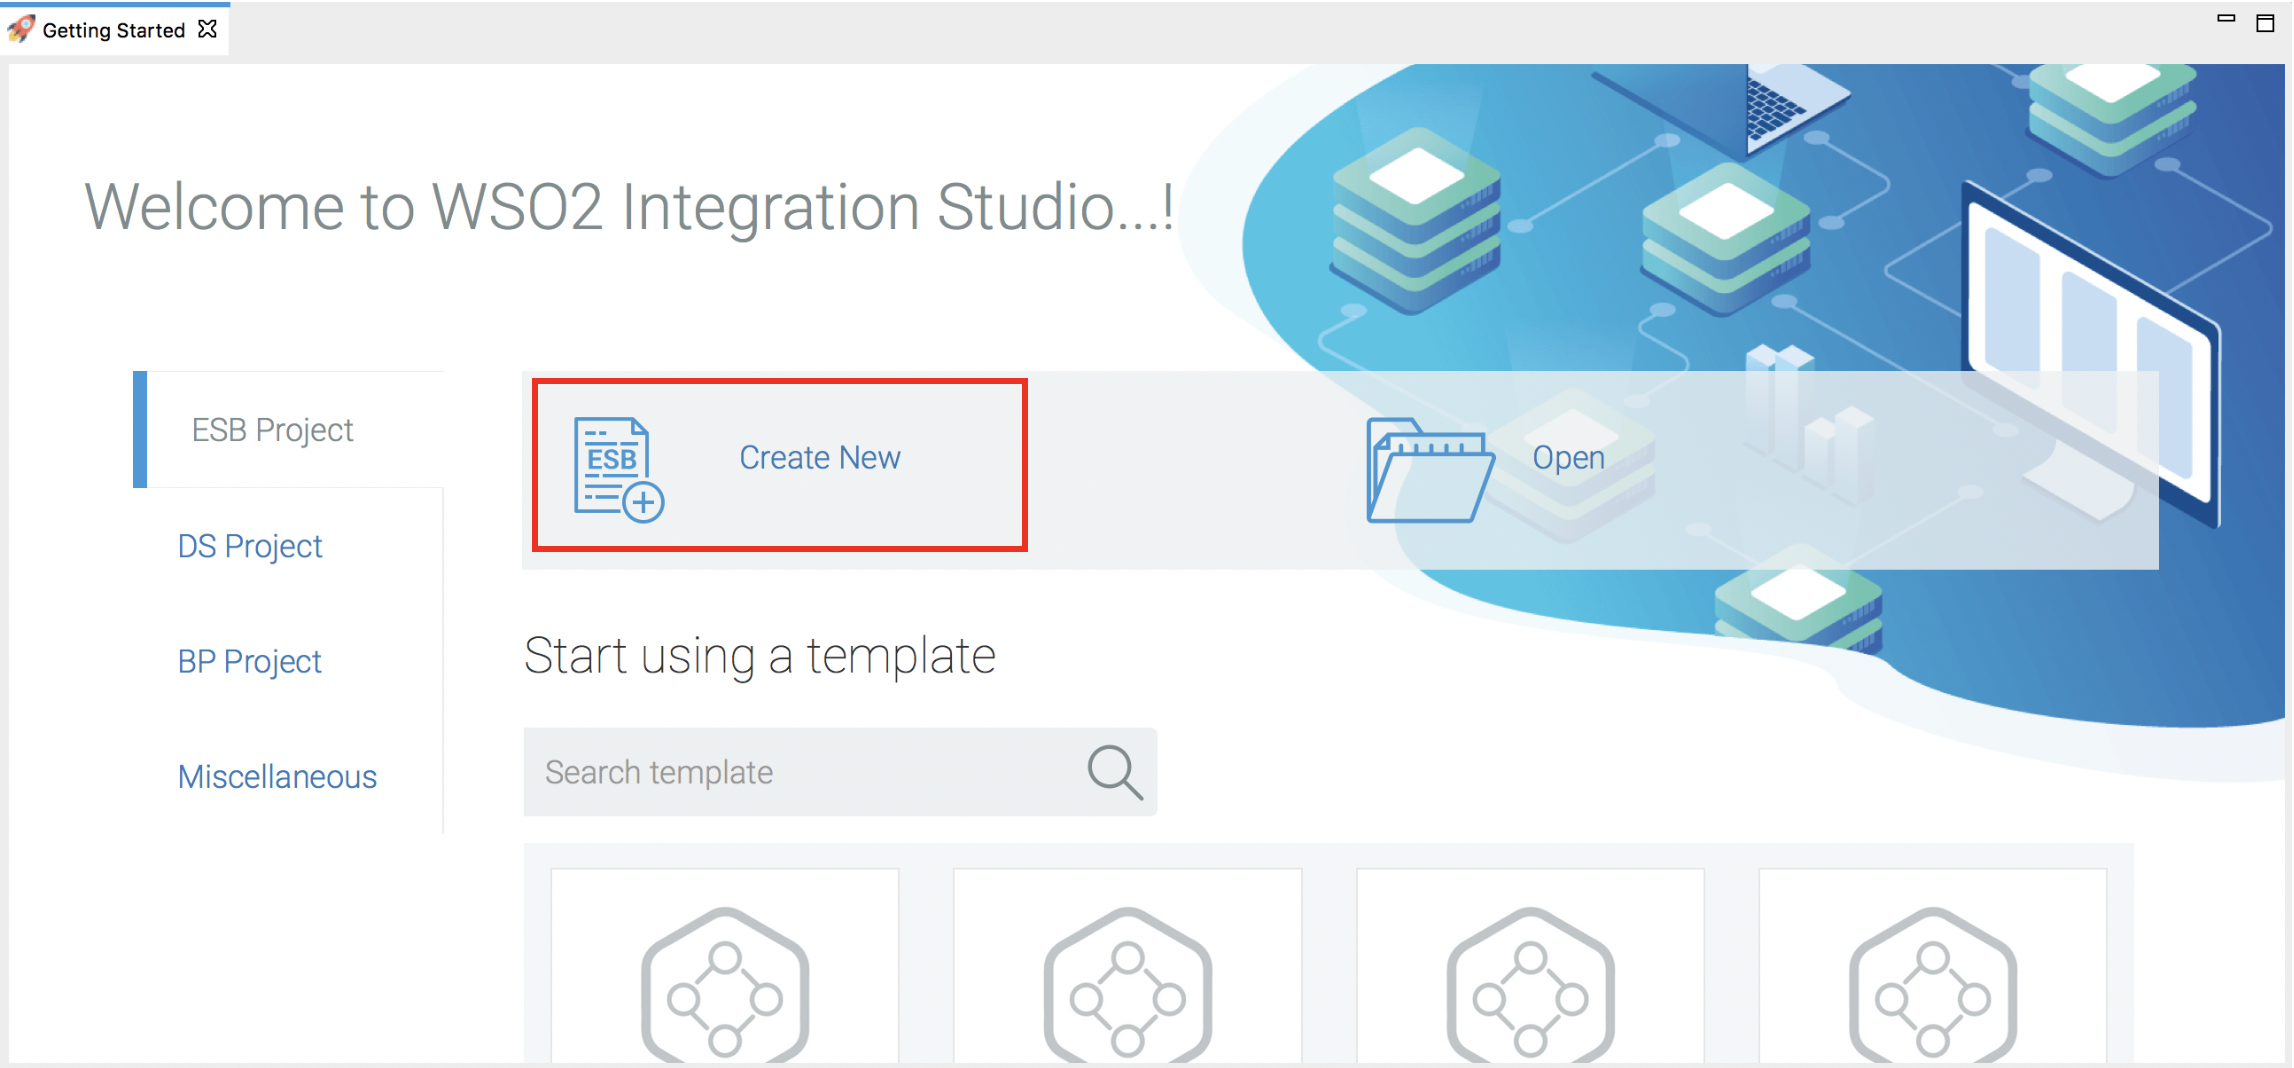 Getting Started
Welcome to WSO2 Integration Studio...!
ESB Project
DS Project
BP Project
Miscellaneous
ESB
Create New
Open
Start using a template
Search template